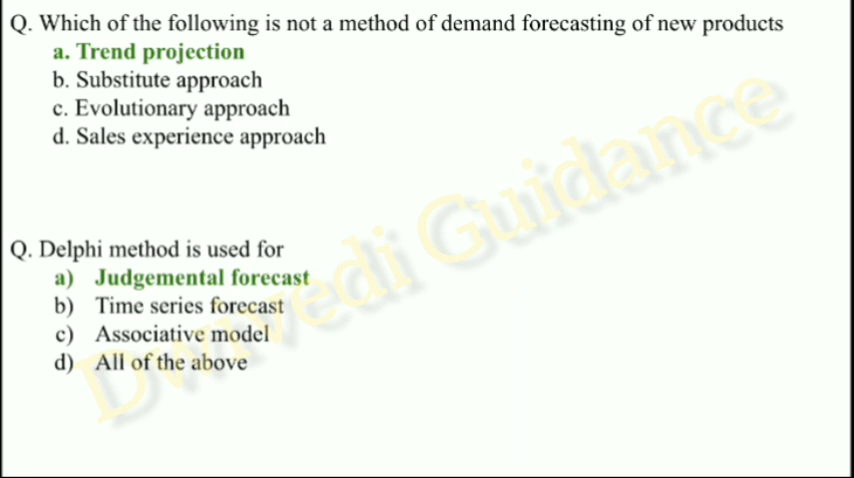 Q. Which of the following is not a method of demand forecasting of new products
a. Trend projection
b. Substitute approach
c. Evolutionary approach
d. Sales experience approach
Q. Delphi method is used for
a) Judgemental forecast
b) Time series forecast
c) Associative model
d) All of the above
Dwivedi Guidance